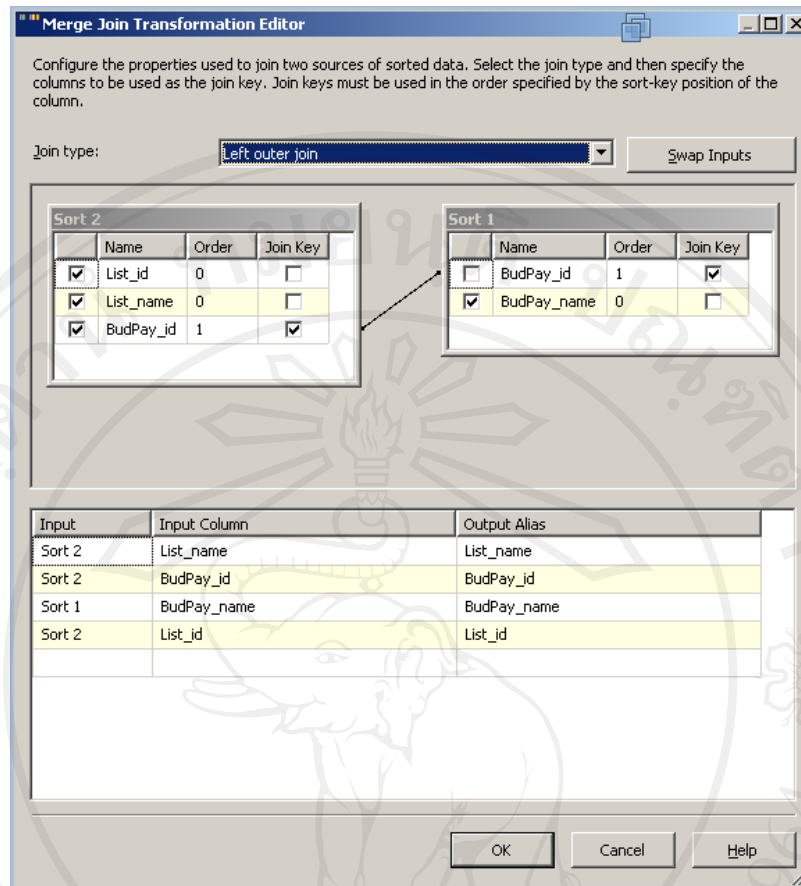 Merge Join Transformation Editor
Configure the properties used to join two sources of sorted data. Select the join type and then specify the
columns to be used as the join key. Join keys must be used in the order specified by the sort-key position of the
column.
Join type: Left outer join Swap Inputs
Sort 2
Name Order Join Key
List_id 0
List_name 0
BudPay_id 1
Sort 1
Name Order Join Key
BudPay_id 1
BudPay_name 0
Input Input Column Output Alias
Sort 2 List_name List_name
Sort 2 BudPay_id BudPay_id
Sort 1 BudPay_name BudPay_name
Sort 2 List_id List_id
OK Cancel Help